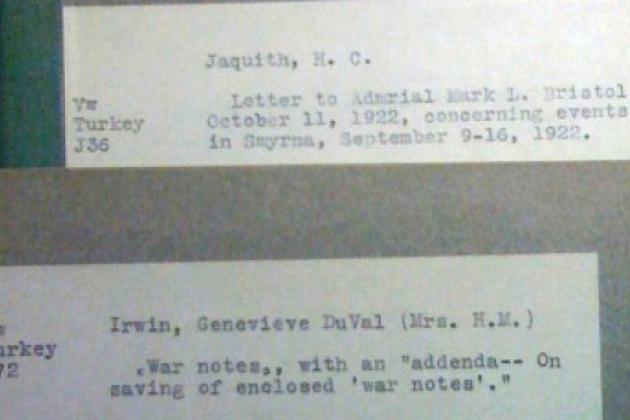 Jaquith, H. C.
Vw
Turkey
J36
Letter to Admrial Mark L. Bristol
October 11, 1922, concerning events
in Smyrna, September 9-16, 1922.
Irwin, Genevieve DuVal (Mrs. H.M.)
urkey
72
"War notes", with an "addenda-- On
saving of enclosed 'war notes'."